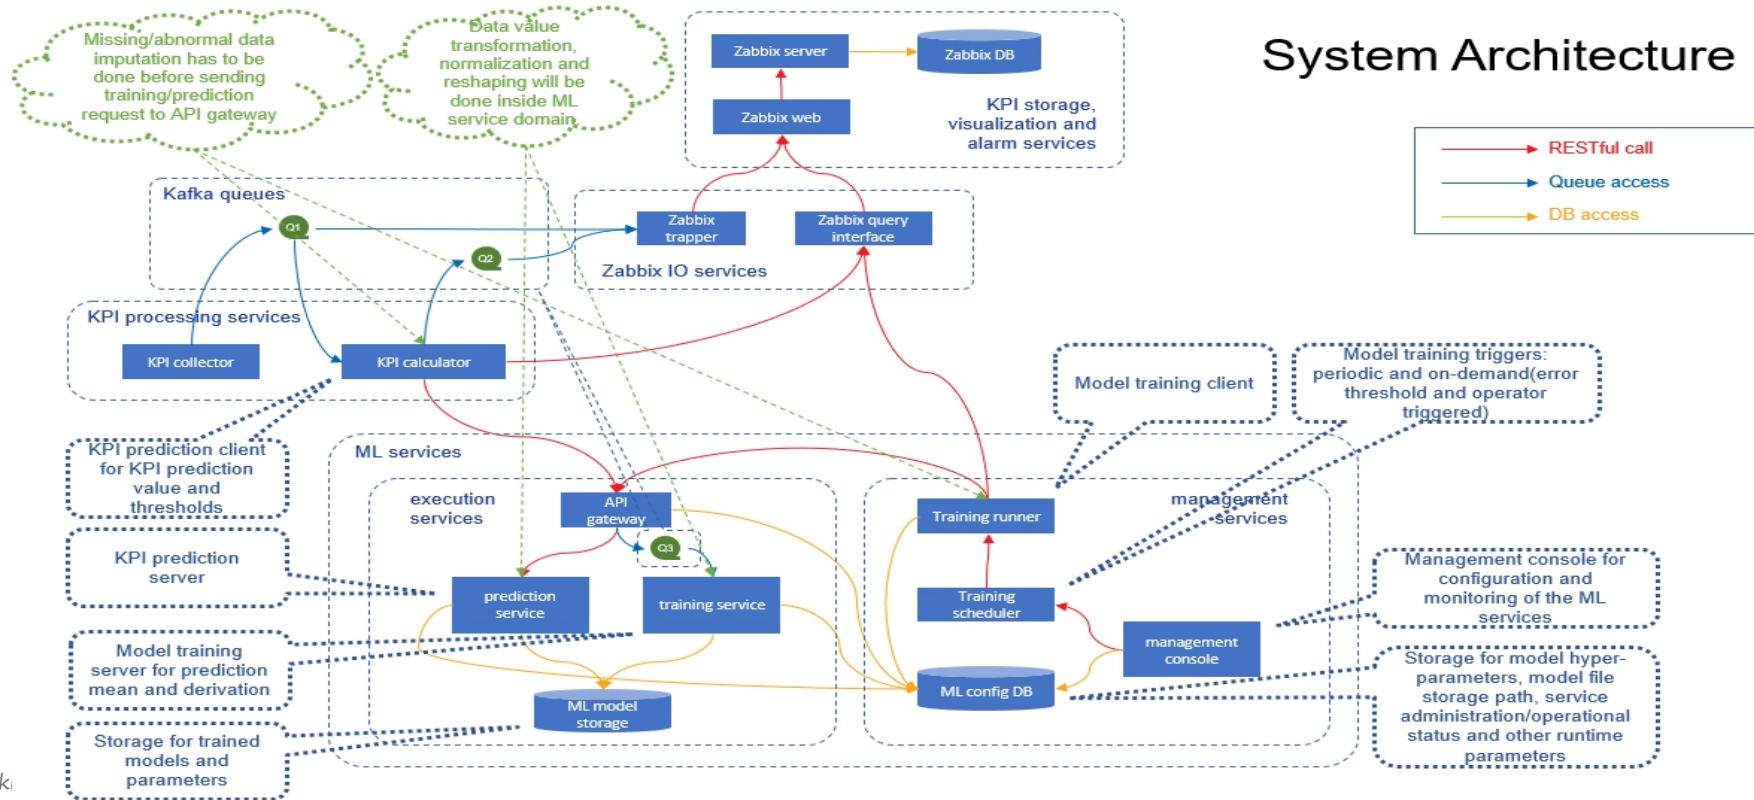 System Architecture
Missing/abnormal data
imputation has to be
done before sending
training/prediction
request to API gateway
Data value
transformation,
normalization and
reshaping will be
done inside ML
service domain
Zabbix server
Zabbix DB
Zabbix web
KPI storage,
visualization and
alarm services
RESTful call
Queue access
DB access
Kafka queues
Q1
Q2
Zabbix
trapper
Zabbix query
interface
Zabbix IO services
KPI processing services
KPI collector
KPI calculator
Model training client
Model training triggers:
periodic and on-demand(error
threshold and operator
triggered)
KPI prediction client
for KPI prediction
value and
thresholds
ML services
execution
services
API
gateway
Q3
management
services
Training runner
KPI prediction
server
prediction
service
training service
Training
scheduler
management
console
Management console for
configuration and
monitoring of the ML
services
Model training
server for prediction
mean and derivation
ML model
storage
ML config DB
Storage for model hyper-
parameters, model file
storage path, service
administration/operational
status and other runtime
parameters
Storage for trained
models and
parameters